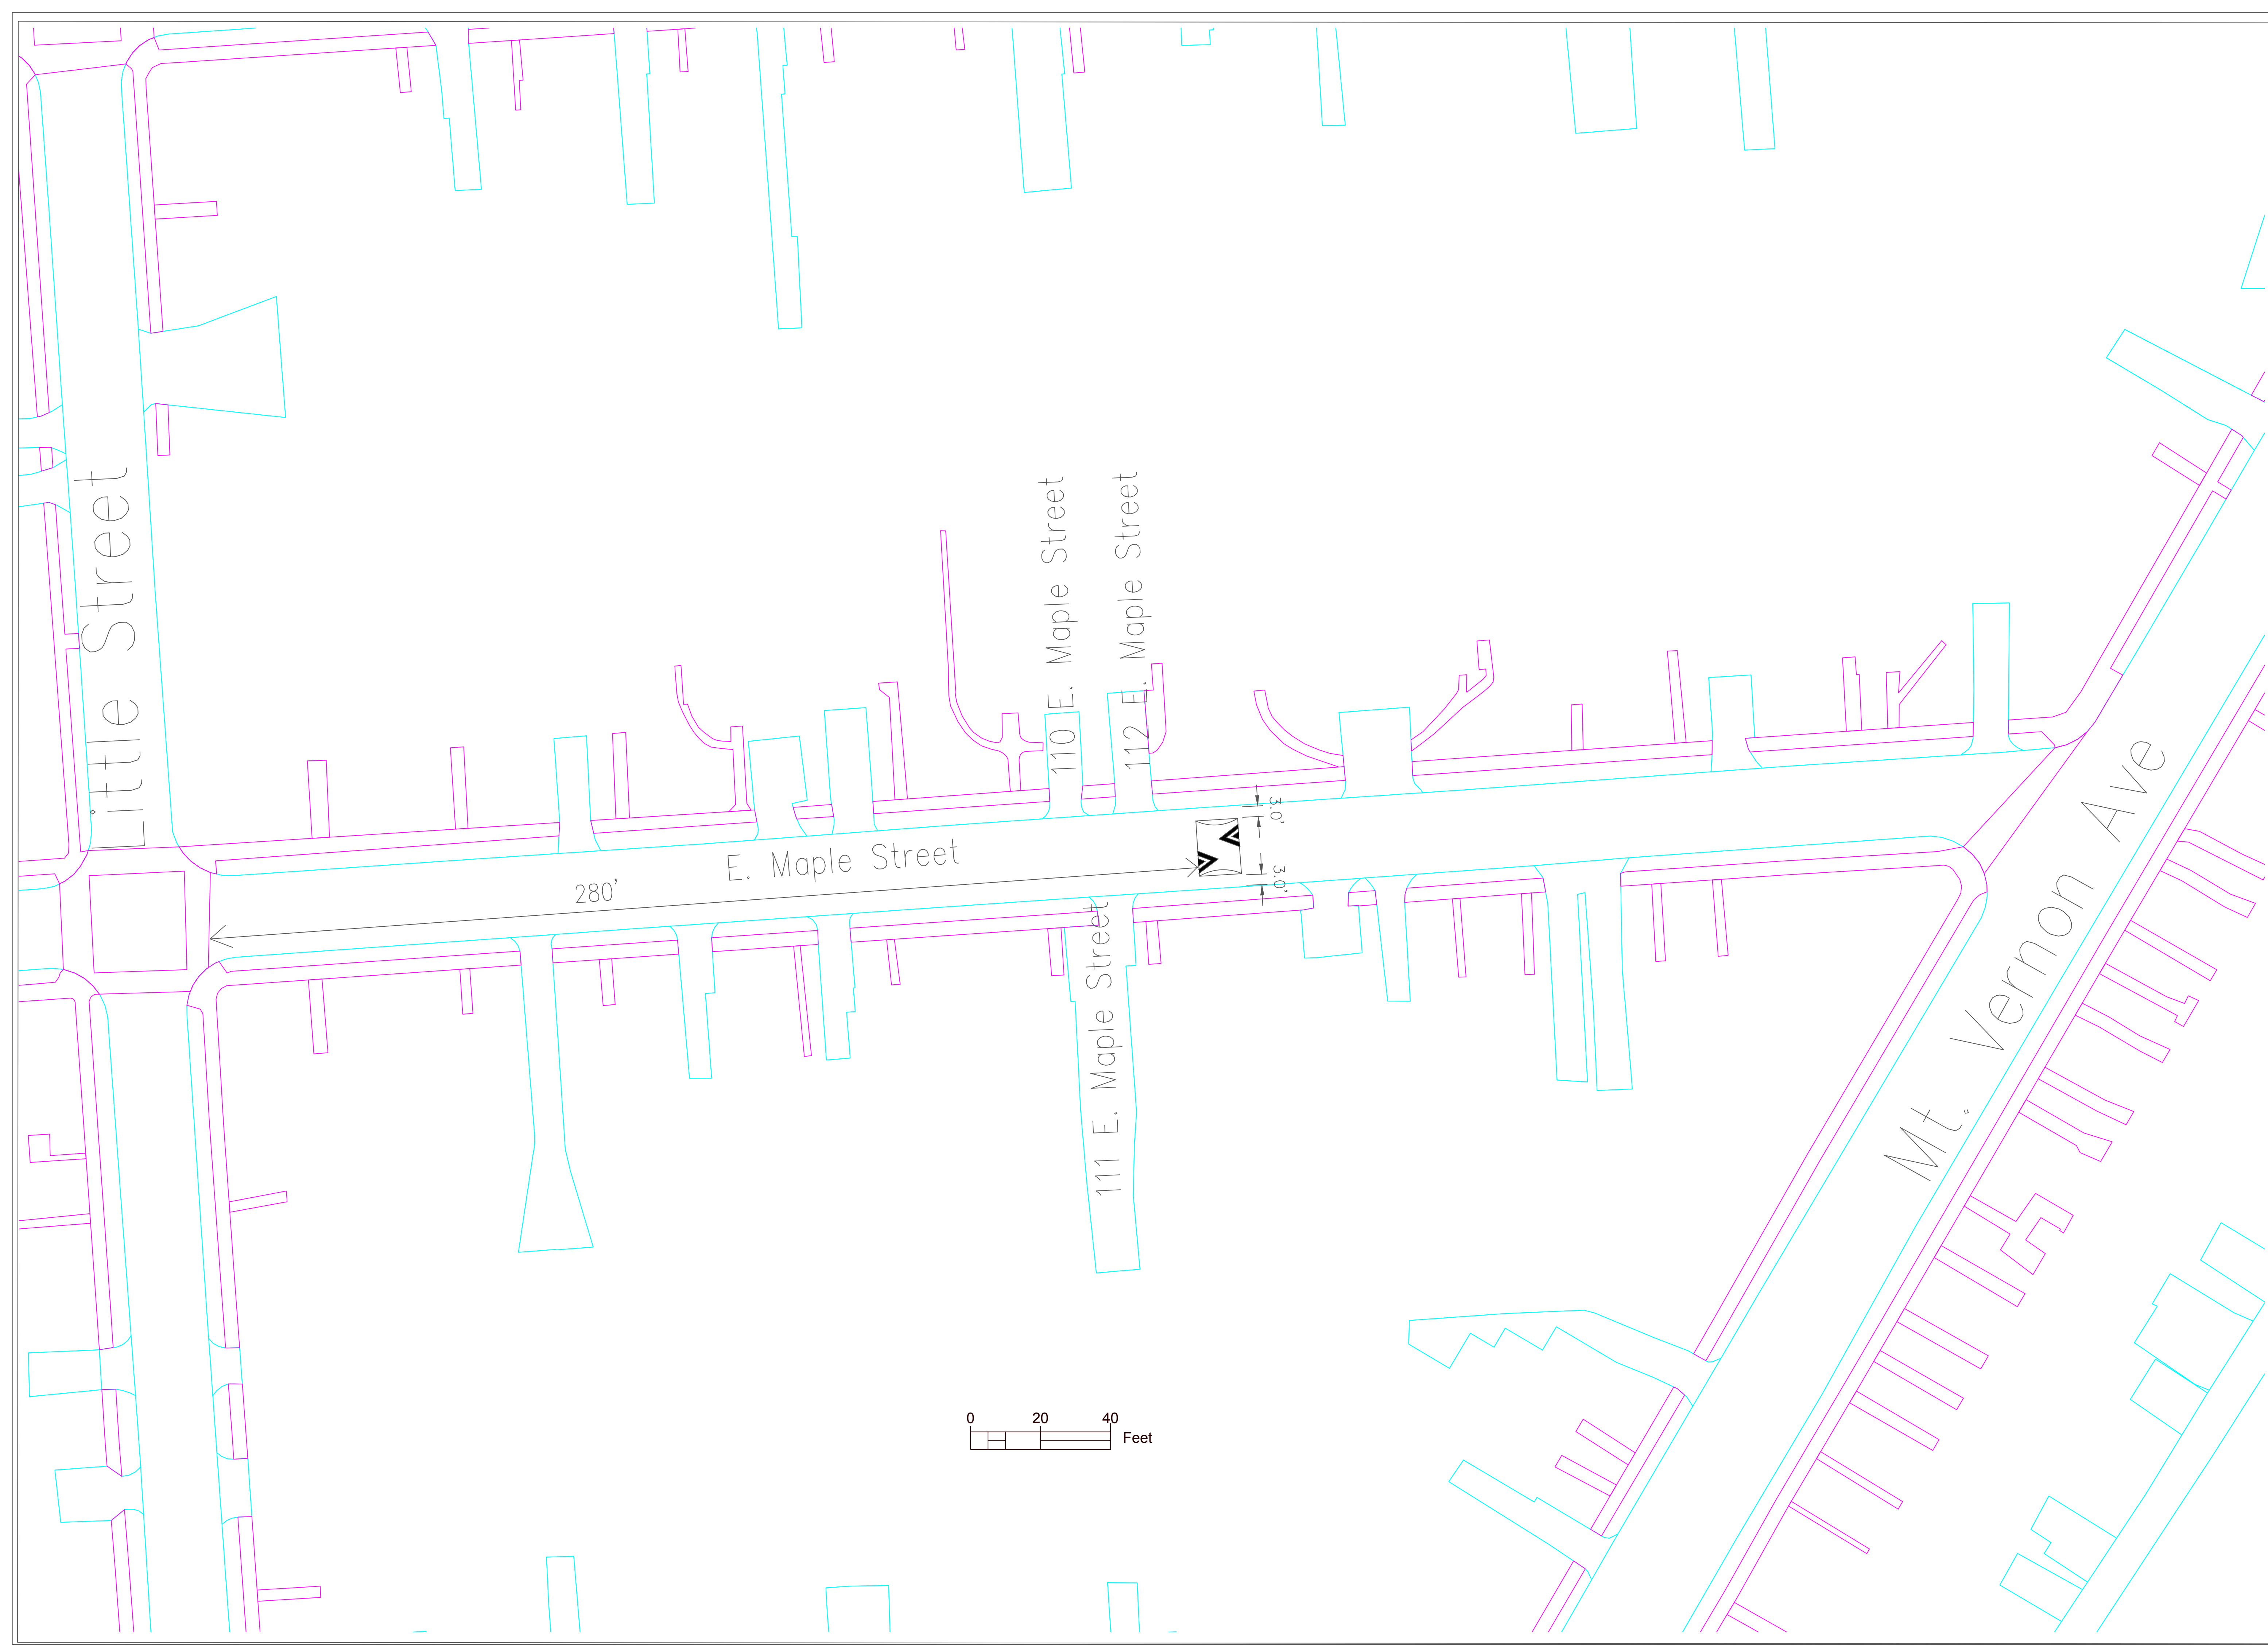 Little Street
110 E. Maple Street
112 E. Maple Street
3.0'
E. Maple Street
280'
3.0'
111 E. Maple Street
Mt. Vernon Ave
0 20 40
Feet